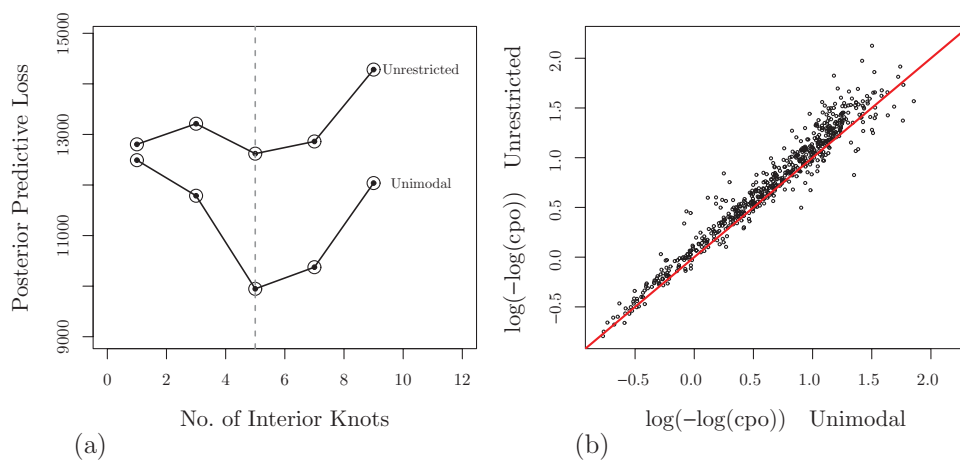 15000
13000
11000
9000
Posterior Predictive Loss
Unrestricted
Unimodal
0 2 4 6 8 10 12
No. of Interior Knots
(a)
2.0
1.5
1.0
0.5
0.0
−0.5
log(−log(cpo)) Unrestricted
−0.5 0.0 0.5 1.0 1.5 2.0
log(−log(cpo)) Unimodal
(b)